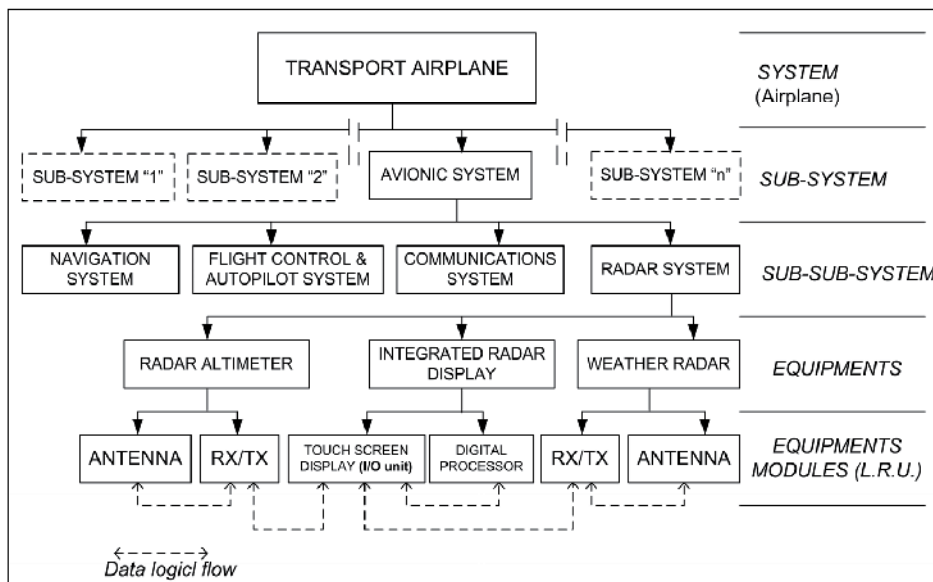 TRANSPORT AIRPLANE
SYSTEM
(Airplane)
SUB-SYSTEM "1"
SUB-SYSTEM "2"
AVIONIC SYSTEM
SUB-SYSTEM "n"
SUB-SYSTEM
NAVIGATION
SYSTEM
FLIGHT CONTROL &
AUTOPILOT SYSTEM
COMMUNICATIONS
SYSTEM
RADAR SYSTEM
SUB-SUB-SYSTEM
RADAR ALTIMETER
INTEGRATED RADAR
DISPLAY
WEATHER RADAR
EQUIPMENTS
ANTENNA
RX/TX
TOUCH SCREEN
DISPLAY (I/O unit)
DIGITAL
PROCESSOR
RX/TX
ANTENNA
EQUIPMENTS
MODULES (L.R.U.)
Data logicl flow